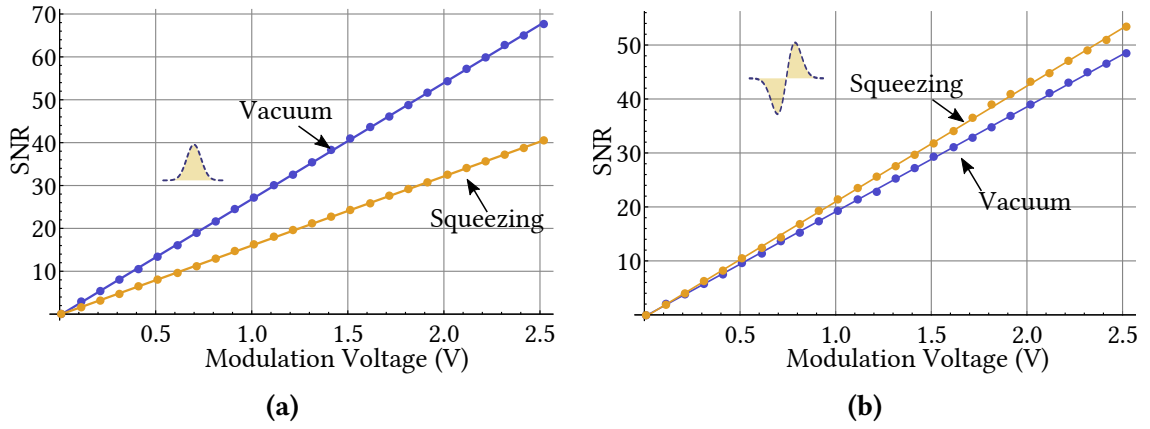 70
60
50
40
30
20
10
SNR
Vacuum
Squeezing
0.5 1.0 1.5 2.0 2.5
Modulation Voltage (V)
(a)
50
40
30
20
10
SNR
Squeezing
Vacuum
0.5 1.0 1.5 2.0 2.5
Modulation Voltage (V)
(b)